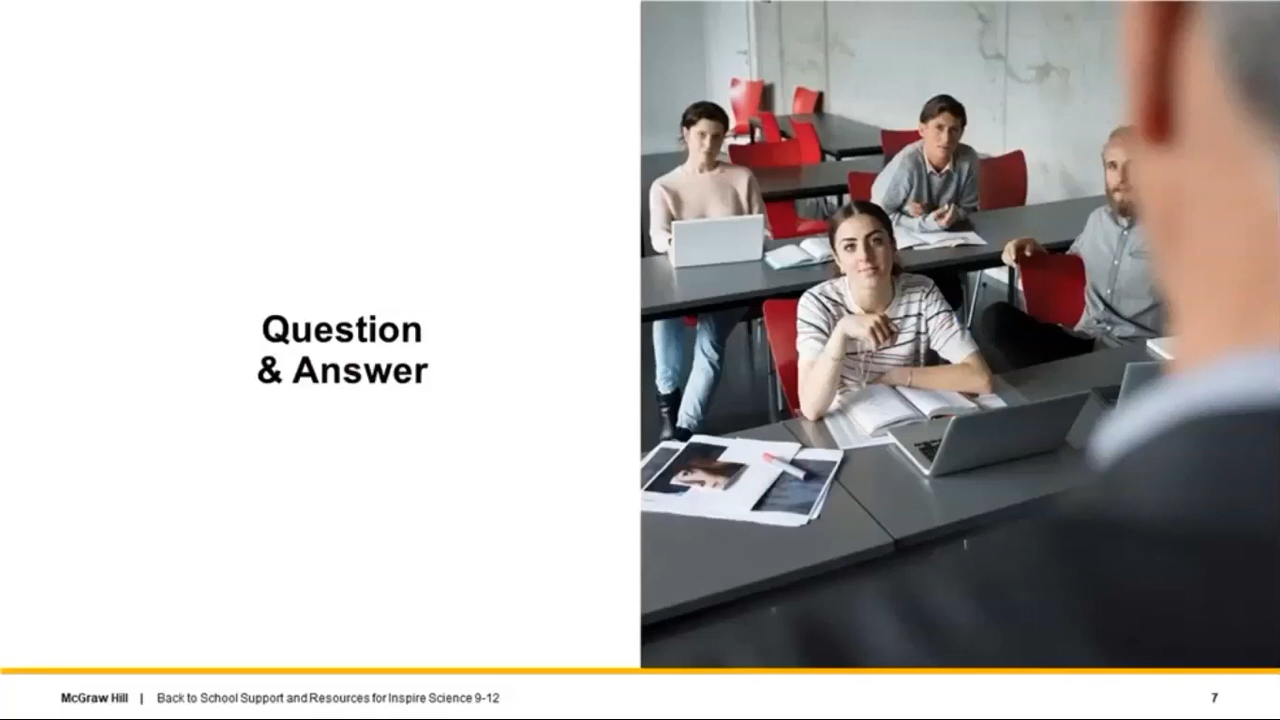 Question
& Answer
McGraw Hill | Back to School Support and Resources for Inspire Science 9-12
7